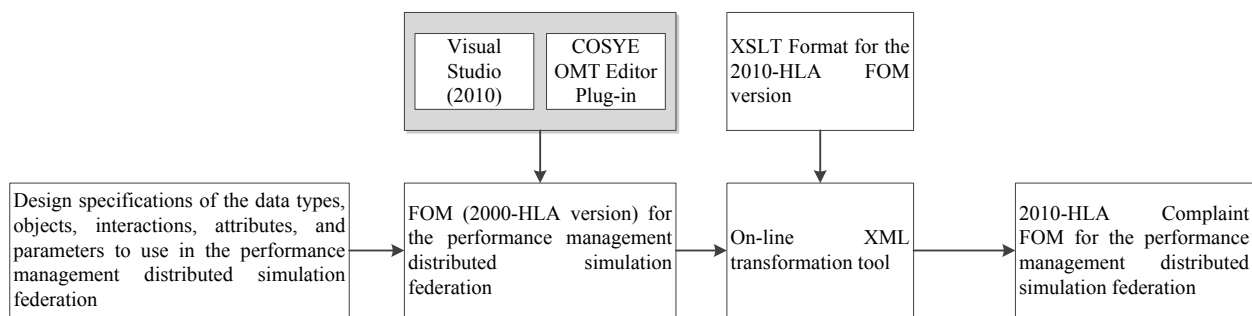 Visual
Studio
(2010)
COSYE
OMT Editor
Plug-in
XSLT Format for the
2010-HLA FOM
version
Design specifications of the data types,
objects, interactions, attributes, and
parameters to use in the performance
management distributed simulation
federation
FOM (2000-HLA version) for
the performance management
distributed simulation
federation
On-line XML
transformation tool
2010-HLA Complaint
FOM for the performance
management distributed
simulation federation